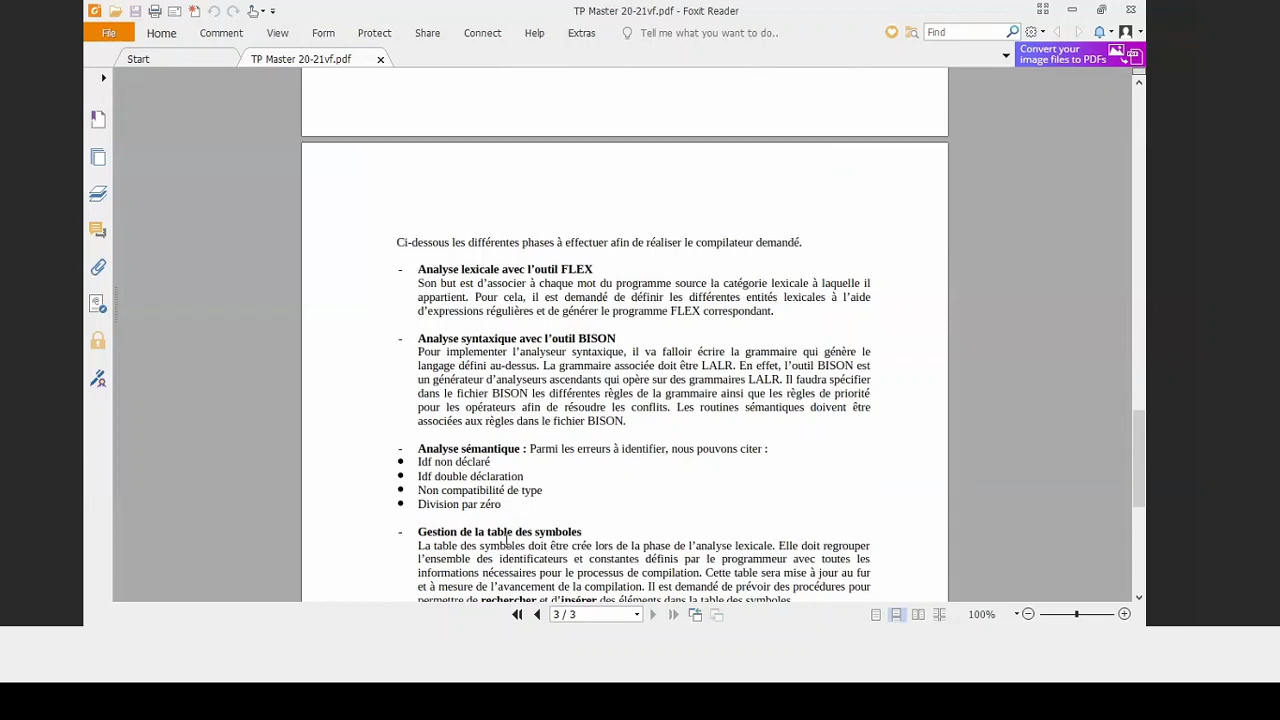 TP Master 20-21vf.pdf - Foxit Reader
File Home Comment View Form Protect Share Connect Help Extras Tell me what you want to do.. Find
Start TP Master 20-21vf.pdf
Convert your
image files to PDFs
Ci-dessous les différentes phases à effectuer afin de réaliser le compilateur demandé.
- Analyse lexicale avec l’outil FLEX
Son but est d’associer à chaque mot du programme source la catégorie lexicale à laquelle il
appartient. Pour cela, il est demandé de définir les différentes entités lexicales à l’aide
d’expressions régulières et de générer le programme FLEX correspondant.
- Analyse syntaxique avec l’outil BISON
Pour implementer l’analyseur syntaxique, il va falloir écrire la grammaire qui génère le
langage défini au-dessus. La grammaire associée doit être LALR. En effet, l’outil BISON est
un générateur d’analyseurs ascendants qui opère sur des grammaires LALR. Il faudra spécifier
dans le fichier BISON les différentes règles de la grammaire ainsi que les règles de priorité
pour les opérateurs afin de résoudre les conflits. Les routines sémantiques doivent être
associées aux règles dans le fichier BISON.
- Analyse sémantique : Parmi les erreurs à identifier, nous pouvons citer :
• Idf non déclaré
• Idf double déclaration
• Non compatibilité de type
• Division par zéro
- Gestion de la table des symboles
La table des symboles doit être crée lors de la phase de l’analyse lexicale. Elle doit regrouper
l’ensemble des identificateurs et constantes définis par le programmeur avec toutes les
informations nécessaires pour le processus de compilation. Cette table sera mise à jour au fur
et à mesure de l’avancement de la compilation. Il est demandé de prévoir des procédures pour
permettre de rechercher et d’insérer des éléments dans la table des symboles.
3 / 3
100%